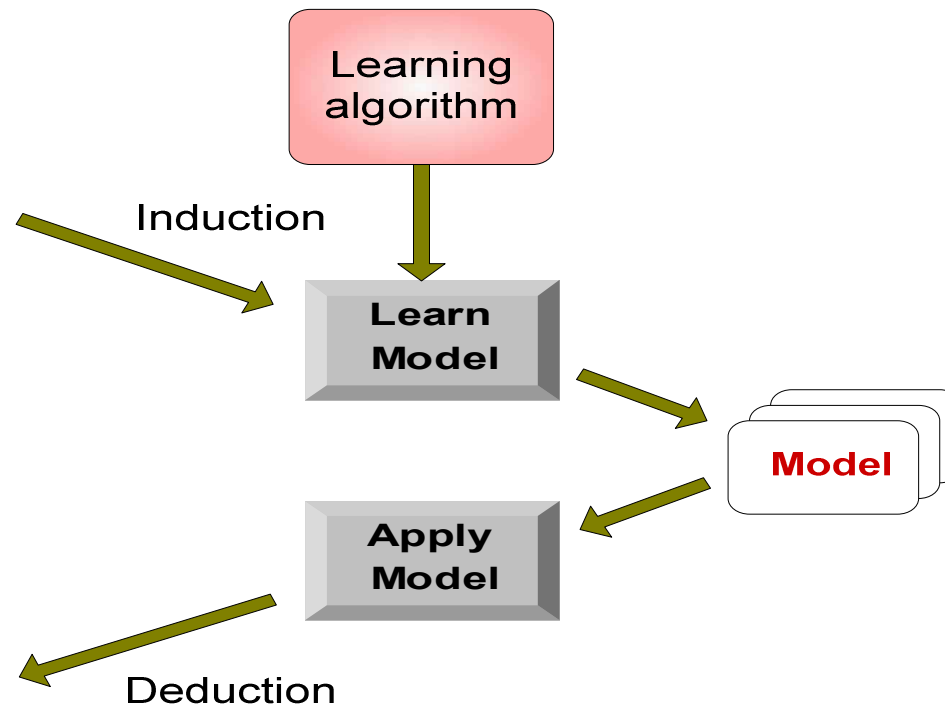 Learning
algorithm
Induction
Learn
Model
Model
Apply
Model
Deduction